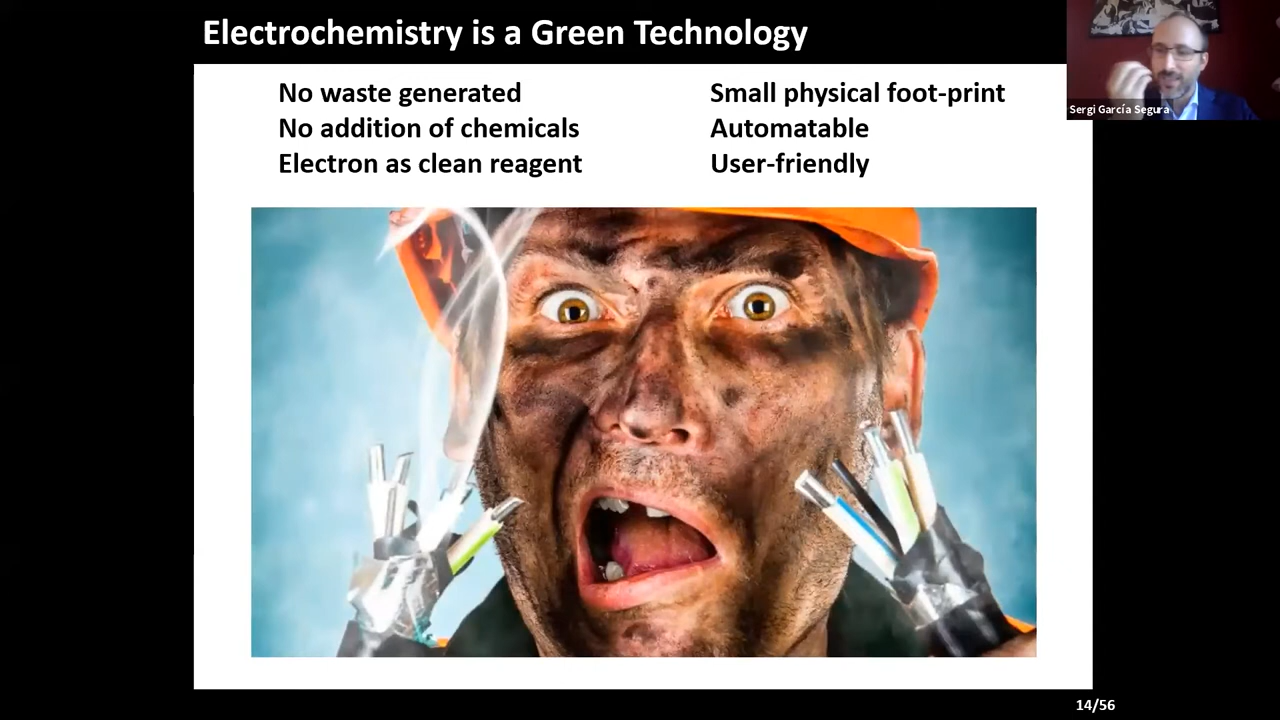 Electrochemistry is a Green Technology
No waste generated
No addition of chemicals
Electron as clean reagent
Small physical foot-print
Automatable
User-friendly
Sergi García Segura
14/56